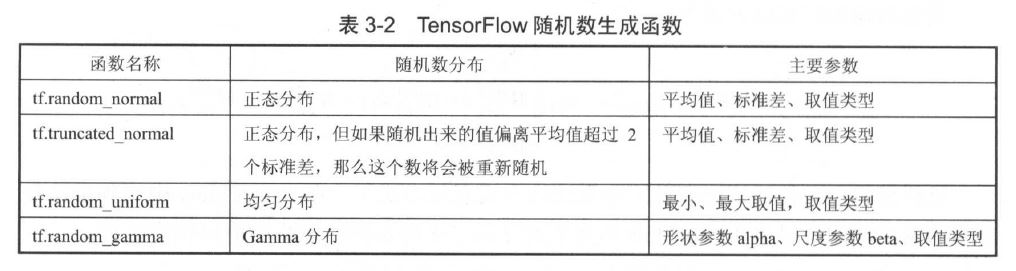 表 3-2 TensorFlow 随机数生成函数
函数名称 随机数分布 主要参数
tf.random_normal 正态分布 平均值、标准差、取值类型
tf.truncated_normal 正态分布，但如果随机出来的值偏离平均值超过 2 平均值、标准差、取值类型
个标准差，那么这个数将会被重新随机
tf.random_uniform 均匀分布 最小、最大取值，取值类型
tf.random_gamma Gamma 分布 形状参数 alpha、尺度参数 beta、取值类型